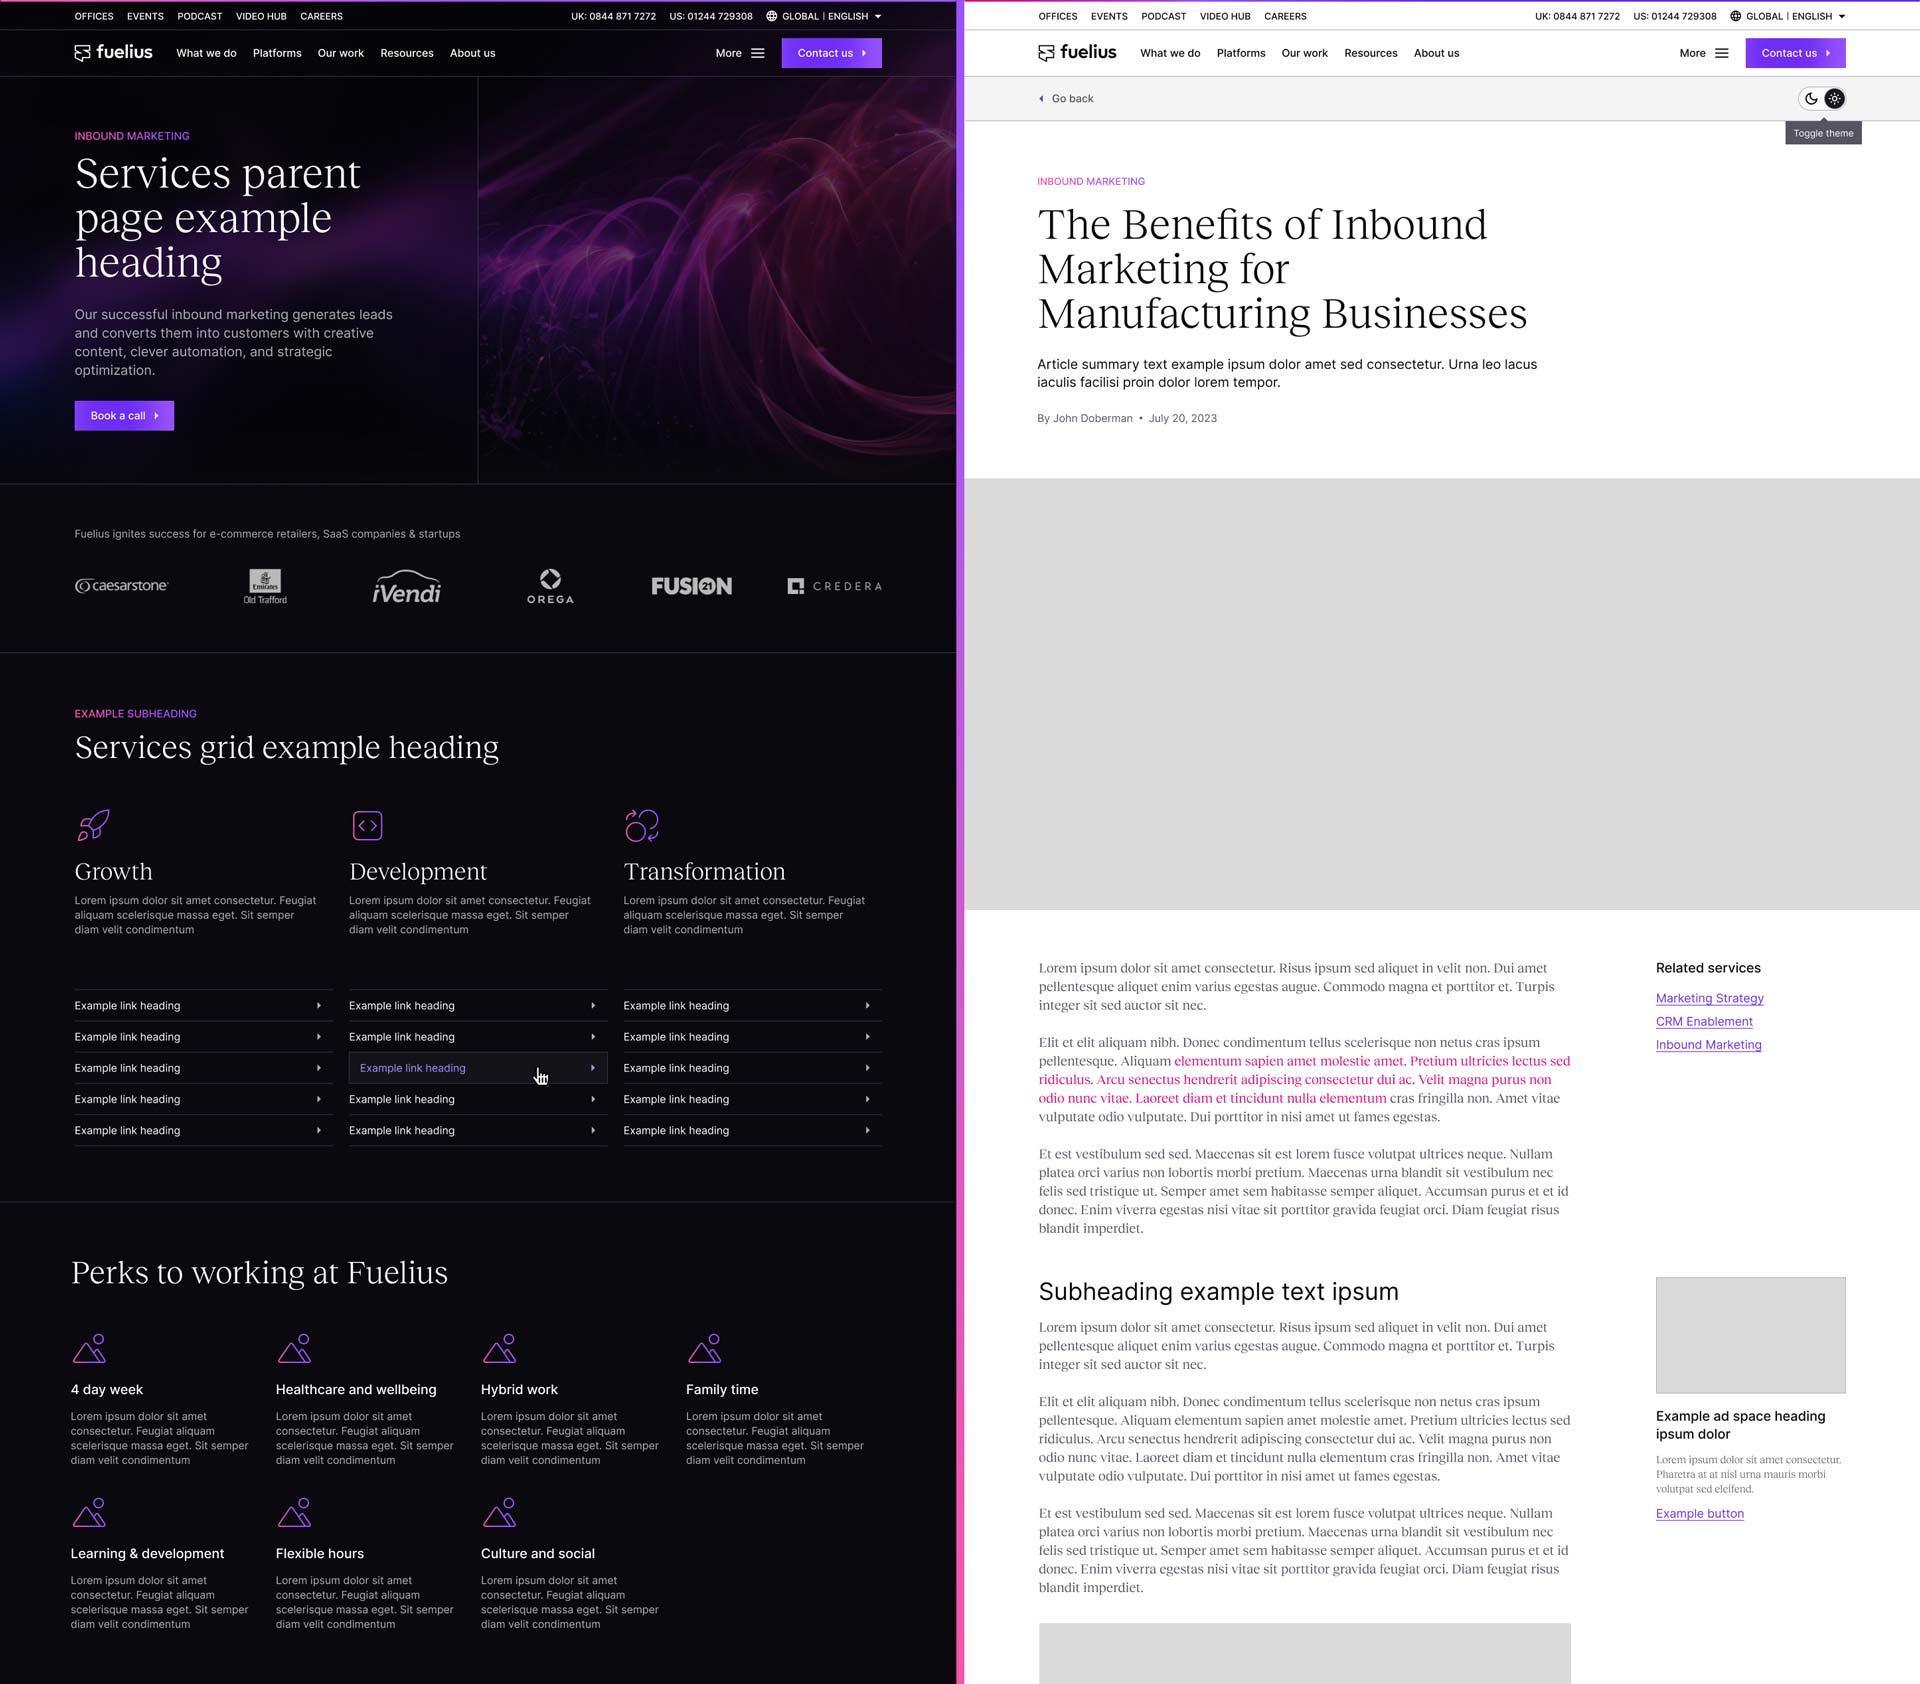 OFFICES EVENTS PODCAST VIDEO HUB CAREERS UK: 0844 871 7272 US: 01244 729308 GLOBAL | ENGLISH
fuelius What we do Platforms Our work Resources About us More Contact us
INBOUND MARKETING
Services parent
page example
heading
Our successful inbound marketing generates leads
and converts them into customers with creative
content, clever automation, and strategic
optimization.
Book a call
Fuelius ignites success for e-commerce retailers, SaaS companies & startups
caesarstone
Emirates
Old Trafford
iVendi
OREGA
FUSION
21
CREDERA
EXAMPLE SUBHEADING
Services grid example heading
Growth
Lorem ipsum dolor sit amet consectetur. Feugiat
aliquam scelerisque massa eget. Sit semper
diam velit condimentum
Example link heading
Example link heading
Example link heading
Example link heading
Example link heading
Development
Lorem ipsum dolor sit amet consectetur. Feugiat
aliquam scelerisque massa eget. Sit semper
diam velit condimentum
Example link heading
Example link heading
Example link heading
Example link heading
Example link heading
Transformation
Lorem ipsum dolor sit amet consectetur. Feugiat
aliquam scelerisque massa eget. Sit semper
diam velit condimentum
Example link heading
Example link heading
Example link heading
Example link heading
Example link heading
Perks to working at Fuelius
4 day week
Lorem ipsum dolor sit amet
consectetur. Feugiat aliquam
scelerisque massa eget. Sit semper
diam velit condimentum
Healthcare and wellbeing
Lorem ipsum dolor sit amet
consectetur. Feugiat aliquam
scelerisque massa eget. Sit semper
diam velit condimentum
Hybrid work
Lorem ipsum dolor sit amet
consectetur. Feugiat aliquam
scelerisque massa eget. Sit semper
diam velit condimentum
Family time
Lorem ipsum dolor sit amet
consectetur. Feugiat aliquam
scelerisque massa eget. Sit semper
diam velit condimentum
Learning & development
Lorem ipsum dolor sit amet
consectetur. Feugiat aliquam
scelerisque massa eget. Sit semper
diam velit condimentum
Flexible hours
Lorem ipsum dolor sit amet
consectetur. Feugiat aliquam
scelerisque massa eget. Sit semper
diam velit condimentum
Culture and social
Lorem ipsum dolor sit amet
consectetur. Feugiat aliquam
scelerisque massa eget. Sit semper
diam velit condimentum
OFFICES EVENTS PODCAST VIDEO HUB CAREERS UK: 0844 871 7272 US: 01244 729308 GLOBAL | ENGLISH
fuelius What we do Platforms Our work Resources About us More Contact us
Go back
Toggle theme
INBOUND MARKETING
The Benefits of Inbound
Marketing for
Manufacturing Businesses
Article summary text example ipsum dolor amet sed consectetur. Urna leo lacus
iaculis facilisi proin dolor lorem tempor.
By John Doberman • July 20, 2023
Lorem ipsum dolor sit amet consectetur. Risus ipsum sed aliquet in velit non. Dui amet
pellentesque aliquet enim varius egestas augue. Commodo magna et porttitor et. Turpis
integer sit sed auctor sit nec.
Elit et elit aliquam nibh. Donec condimentum tellus scelerisque non netus cras ipsum
pellentesque. Aliquam elementum sapien amet molestie amet. Pretium ultricies lectus sed
ridiculus. Arcu senectus hendrerit adipiscing consectetur dui ac. Velit magna purus non
odio nunc vitae. Laoreet diam et tincidunt nulla elementum cras fringilla non. Amet vitae
vulputate odio vulputate. Dui porttitor in nisi amet ut fames egestas.
Et est vestibulum sed sed. Maecenas sit est lorem fusce volutpat ultrices neque. Nullam
platea orci varius non lobortis morbi pretium. Maecenas urna blandit sit vestibulum nec
felis sed tristique ut. Semper amet sem habitasse semper aliquet. Accumsan purus et et id
donec. Enim viverra egestas nisi vitae sit porttitor gravida feugiat orci. Diam feugiat risus
blandit imperdiet.
Related services
Marketing Strategy
CRM Enablement
Inbound Marketing
Subheading example text ipsum
Lorem ipsum dolor sit amet consectetur. Risus ipsum sed aliquet in velit non. Dui amet
pellentesque aliquet enim varius egestas augue. Commodo magna et porttitor et. Turpis
integer sit sed auctor sit nec.
Elit et elit aliquam nibh. Donec condimentum tellus scelerisque non netus cras ipsum
pellentesque. Aliquam elementum sapien amet molestie amet. Pretium ultricies lectus sed
ridiculus. Arcu senectus hendrerit adipiscing consectetur dui ac. Velit magna purus non
odio nunc vitae. Laoreet diam et tincidunt nulla elementum cras fringilla non. Amet vitae
vulputate odio vulputate. Dui porttitor in nisi amet ut fames egestas.
Et est vestibulum sed sed. Maecenas sit est lorem fusce volutpat ultrices neque. Nullam
platea orci varius non lobortis morbi pretium. Maecenas urna blandit sit vestibulum nec
felis sed tristique ut. Semper amet sem habitasse semper aliquet. Accumsan purus et et id
donec. Enim viverra egestas nisi vitae sit porttitor gravida feugiat orci. Diam feugiat risus
blandit imperdiet.
Example ad space heading
ipsum dolor
Lorem ipsum dolor sit amet consectetur.
Pharetra at at nisl urna mauris morbi
volutpat sed eleifend.
Example button